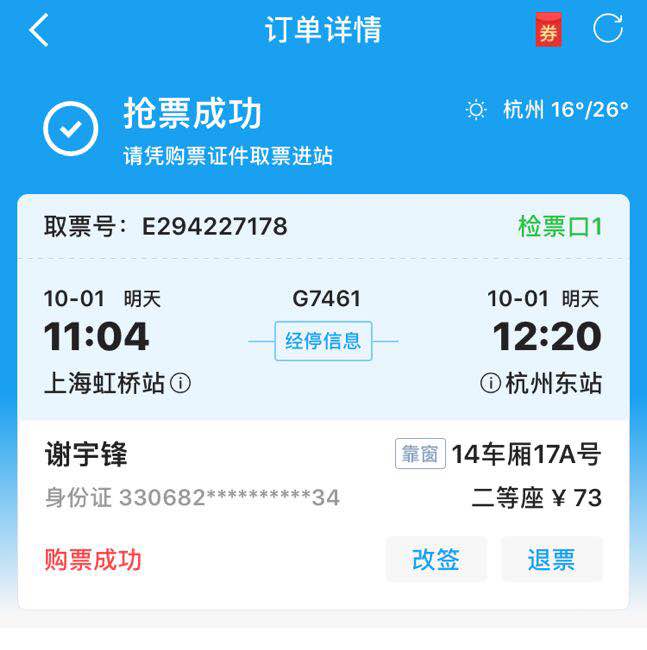 订单详情
券
抢票成功
杭州 16°/26°
请凭购票证件取票进站
取票号：E294227178
检票口1
10-01 明天
G7461
10-01 明天
11:04
经停信息
12:20
上海虹桥站
杭州东站
谢宇锋
靠窗 14车厢17A号
身份证 330682**********34
二等座 ¥ 73
购票成功
改签
退票